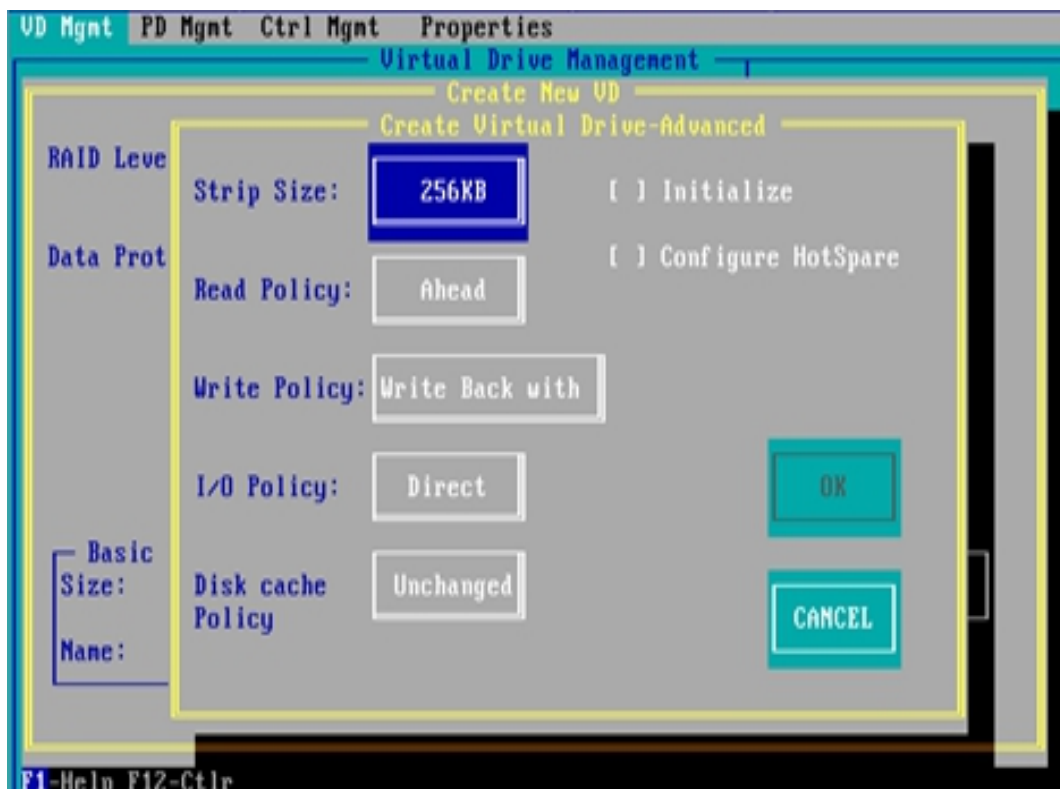 VD Mgmt PD Mgmt Ctrl Mgmt Properties
Virtual Drive Management
Create New VD
Create Virtual Drive-Advanced
RAID Leve
Strip Size: 256KB [ ] Initialize
Data Prot
[ ] Configure HotSpare
Read Policy: Ahead
Write Policy: Write Back with
I/O Policy: Direct
OK
Basic
Size:
Disk cache Unchanged
Policy
CANCEL
Name:
F1-Help F12-Ctlr